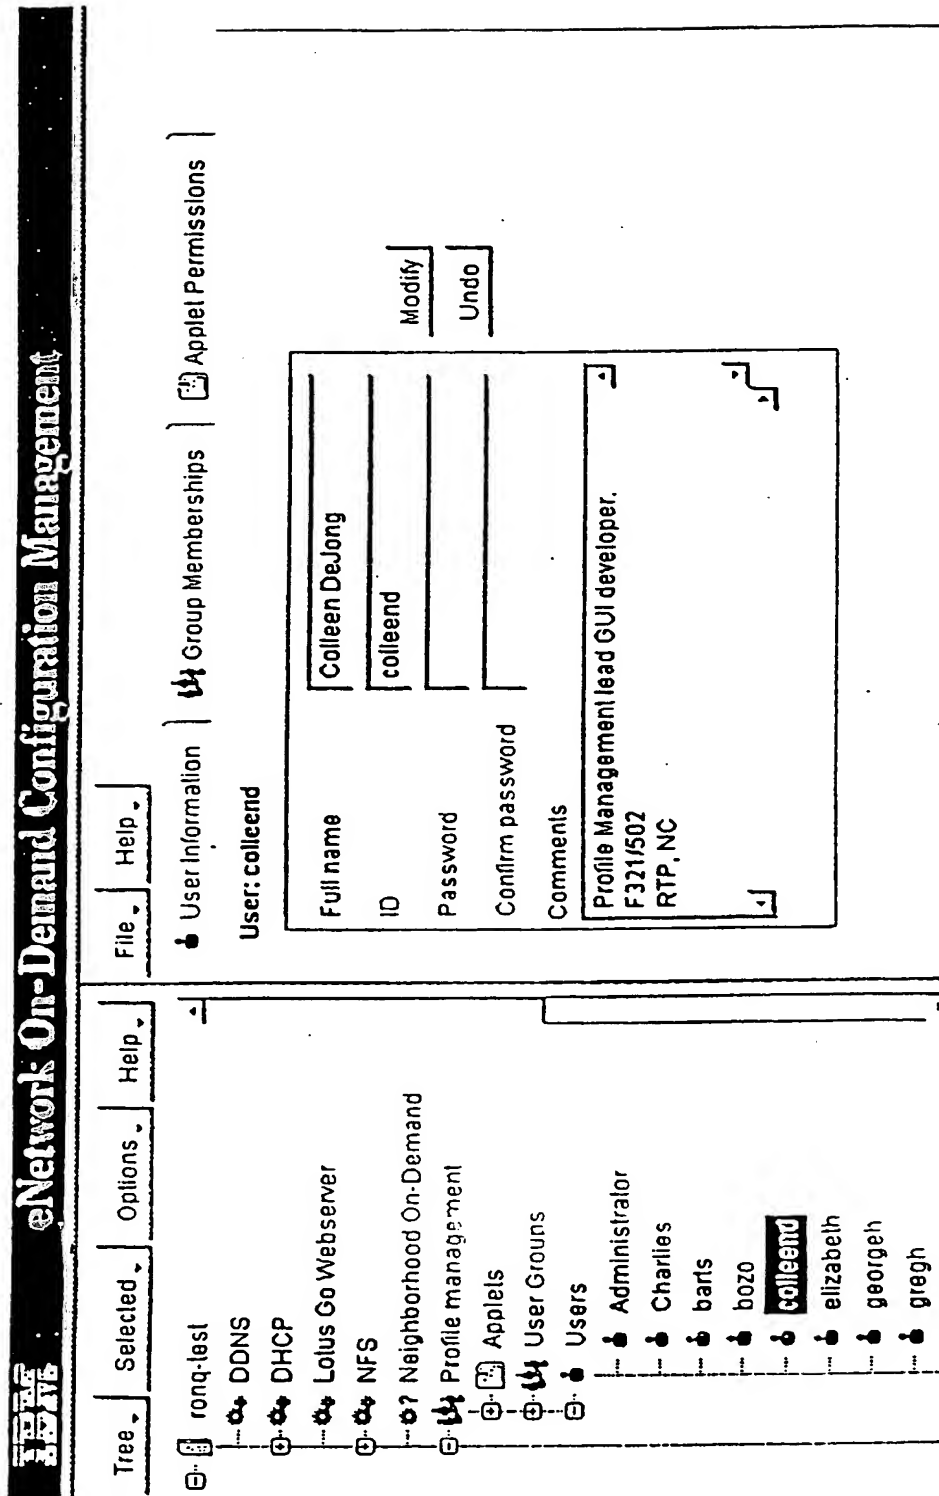 IBM eNetwork On-Demand Configuration Management
Tree Selected Options Help
ronq-test
DDNS
DHCP
Lotus Go Webserver
NFS
? Neighborhood On-Demand
Profile management
Applets
User Grouns
Users
Administrator
Charlies
barts
bozo
colleend
elizabeth
georgeh
gregh
File Help
User Information Group Memberships Applet Permissions
User: colleend
Full name Colleen DeJong
ID colleend
Password
Confirm password
Comments
Profile Management lead GUI developer.
F321/502
RTP, NC
Modify
Undo